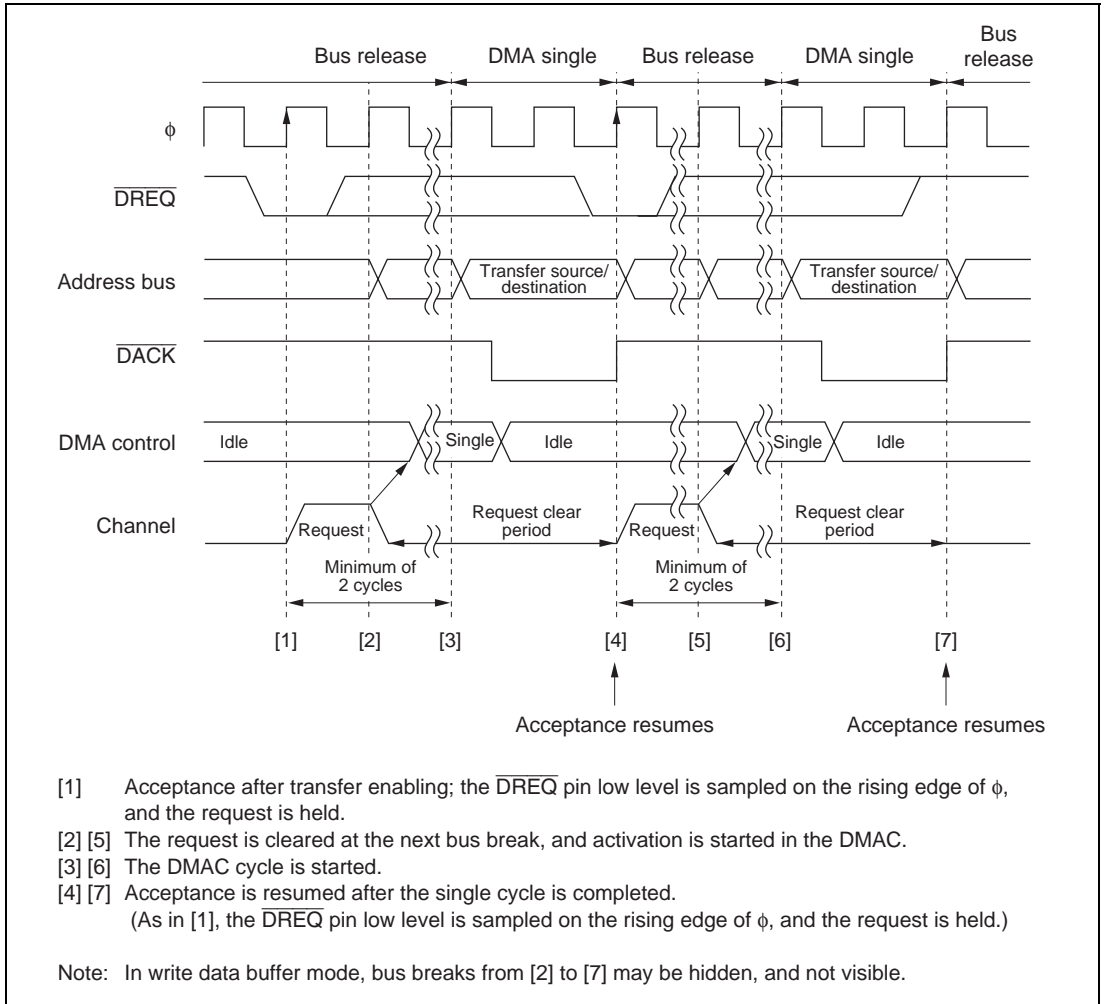 Bus release DMA single Bus release DMA single Bus release
φ
DREQ
Address bus Transfer source/ destination Transfer source/ destination
DACK
DMA control Idle Single Idle Single Idle
Channel Request Request clear period Request Request clear period
Minimum of 2 cycles Minimum of 2 cycles
[1] [2] [3] [4] [5] [6] [7]
Acceptance resumes Acceptance resumes
[1] Acceptance after transfer enabling; the DREQ pin low level is sampled on the rising edge of φ,
and the request is held.
[2] [5] The request is cleared at the next bus break, and activation is started in the DMAC.
[3] [6] The DMAC cycle is started.
[4] [7] Acceptance is resumed after the single cycle is completed.
(As in [1], the DREQ pin low level is sampled on the rising edge of φ, and the request is held.)
Note: In write data buffer mode, bus breaks from [2] to [7] may be hidden, and not visible.